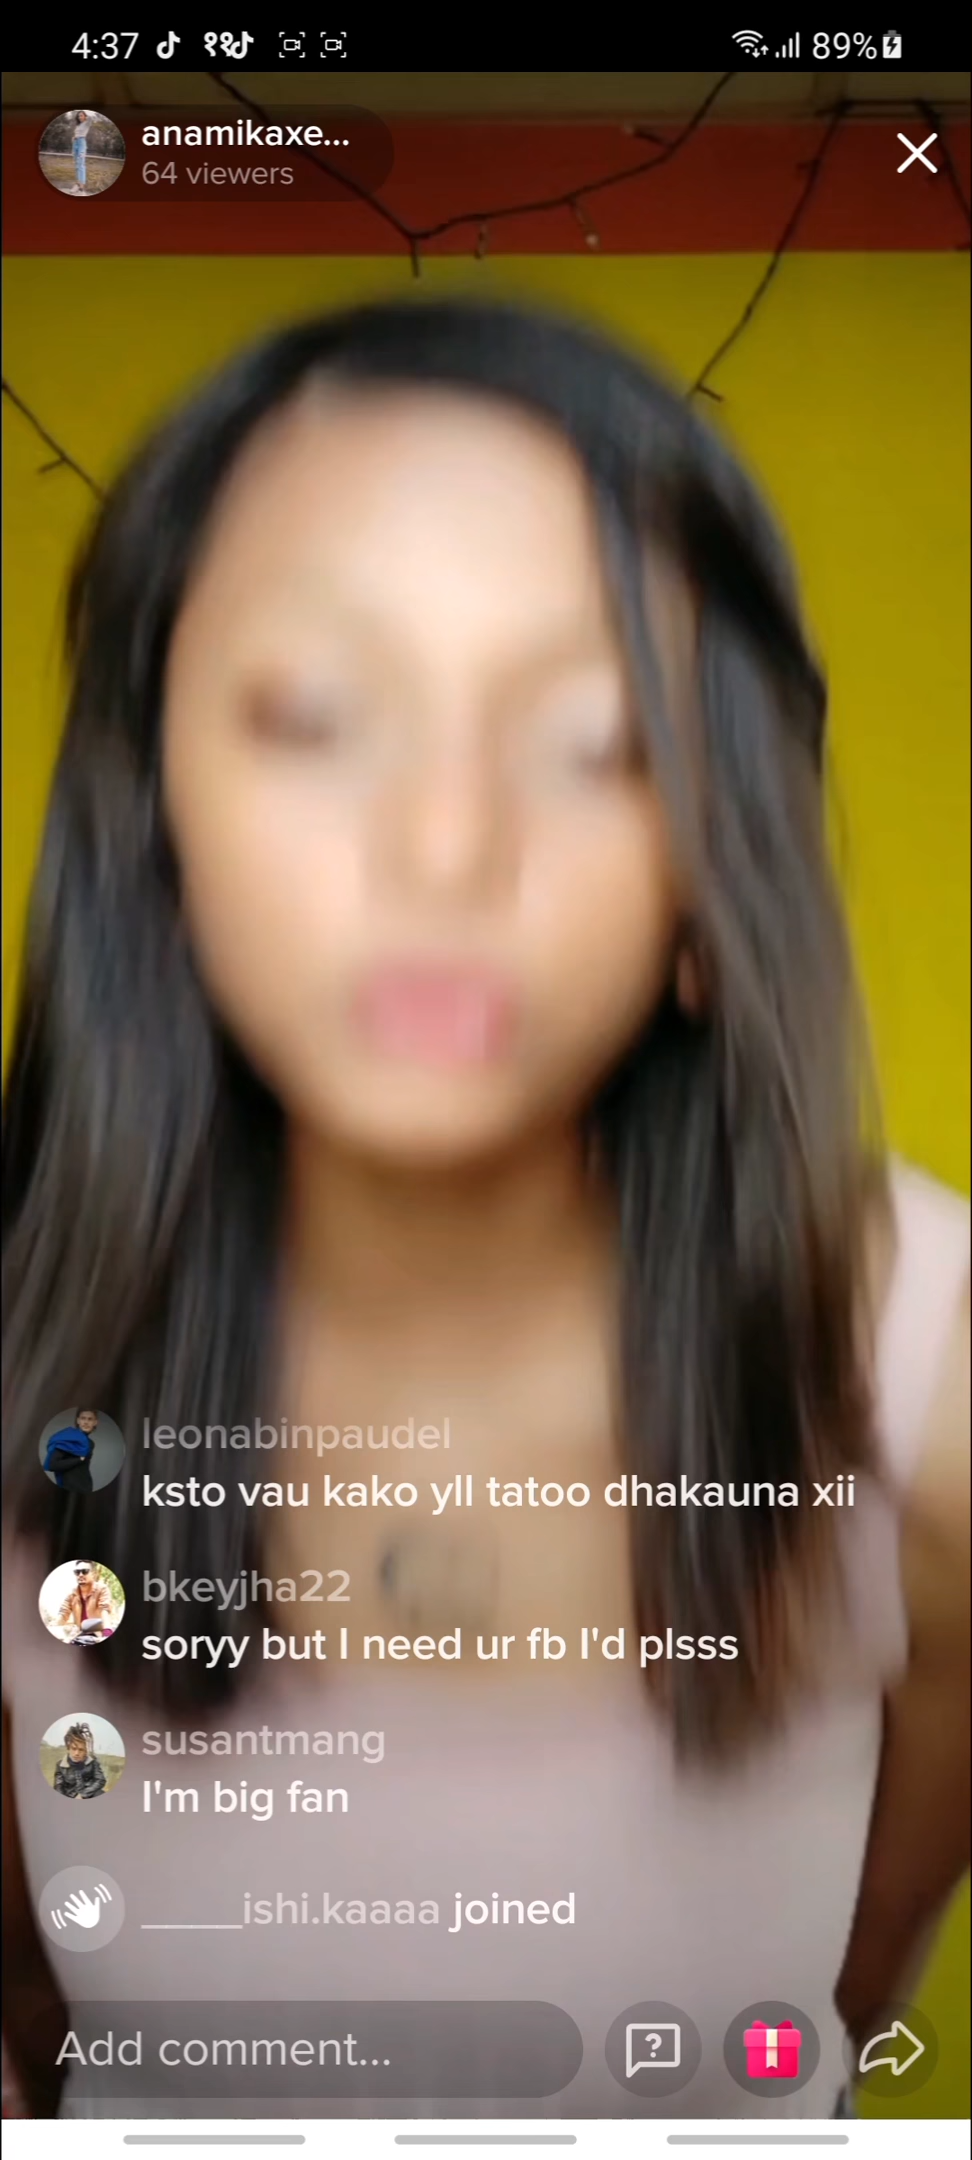 4:37
89%
anamikaxe...
64 viewers
leonabinpaudel
ksto vau kako yll tatoo dhakauna xii
bkeyjha22
soryy but I need ur fb I'd plsss
susantmang
I'm big fan
____ishi.kaaaa joined
Add comment...
?